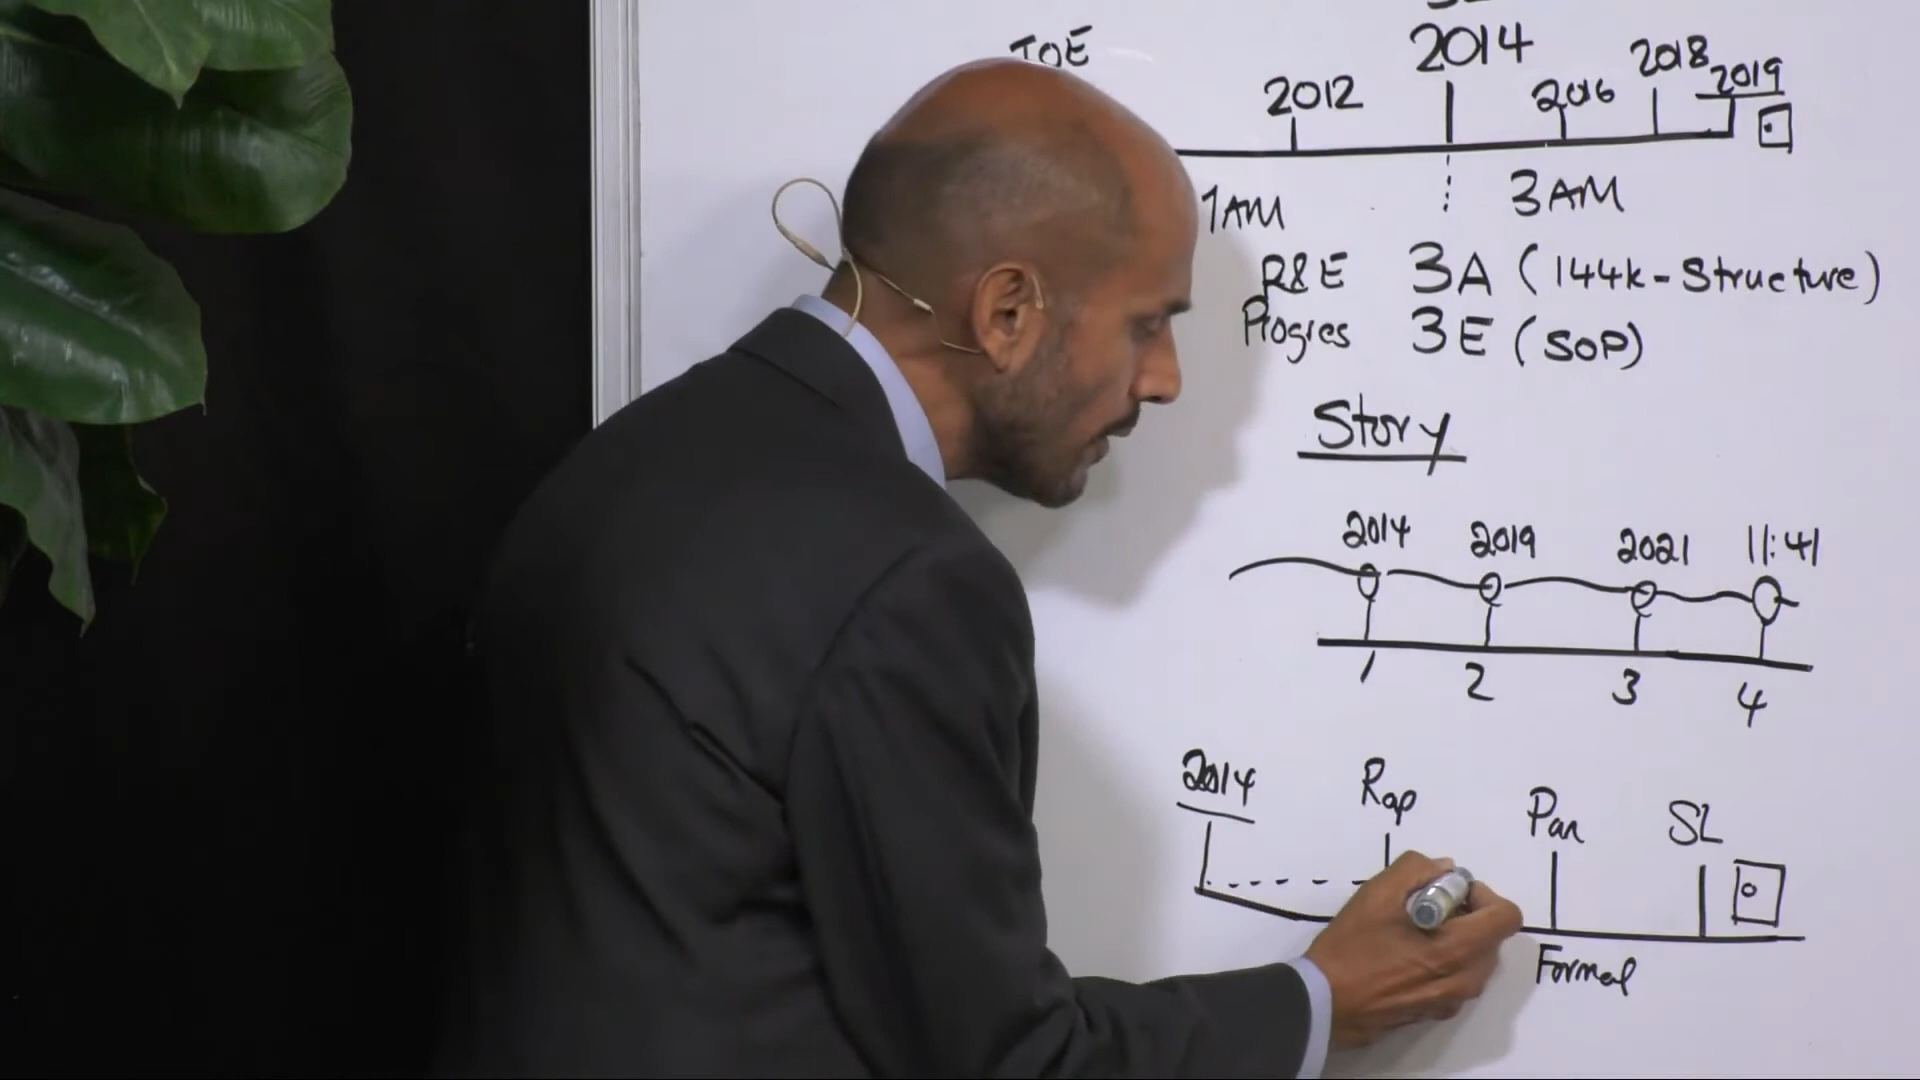 TOE
2014
2012 2016 2018 2019
1AM 3AM
R&E 3A (144k-Structure)
Progres 3E (SOP)
Story
2014 2019 2021 11:41
1 2 3 4
2014 Rap Pan SL
Formal